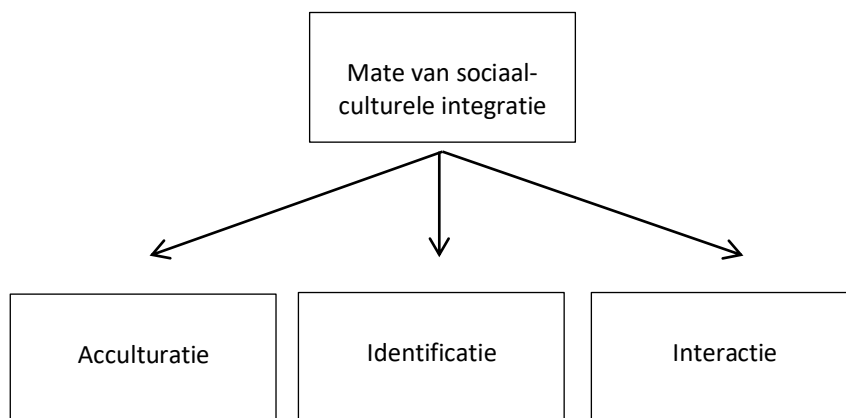 Mate van sociaal-
culturele integratie
Acculturatie
Identificatie
Interactie